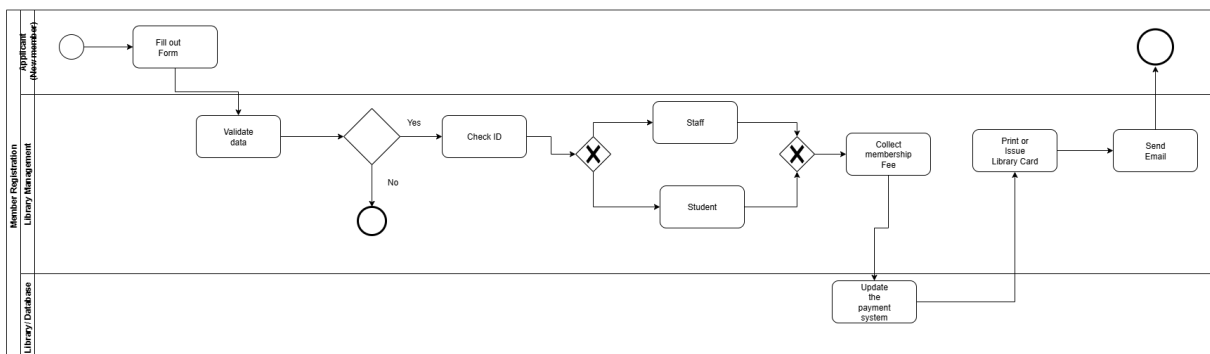 Member Registration
Applicant
(New member)
Fill out
Form
Library Management
Validate
data
Yes
No
Check ID
Staff
Student
Collect
membership
Fee
Print or
Issue
Library Card
Send
Email
Library/Database
Update
the
payment
system